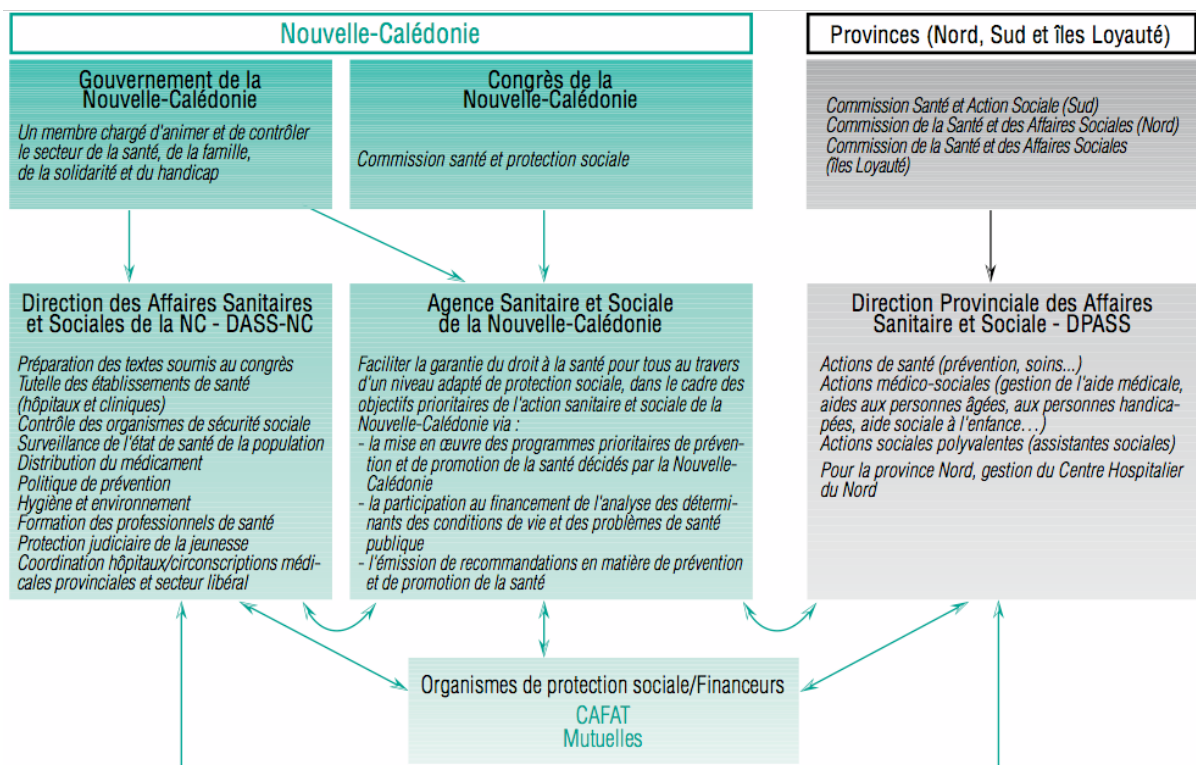 Nouvelle-Calédonie
Provinces (Nord, Sud et îles Loyauté)
Gouvernement de la
Nouvelle-Calédonie
Un membre chargé d'animer et de contrôler
le secteur de la santé, de la famille,
de la solidarité et du handicap
Congrès de la
Nouvelle-Calédonie
Commission santé et protection sociale
Commission Santé et Action Sociale (Sud)
Commission de la Santé et des Affaires Sociales (Nord)
Commission de la Santé et des Affaires Sociales
(îles Loyauté)
Direction des Affaires Sanitaires
et Sociales de la NC - DASS-NC
Préparation des textes soumis au congrès
Tutelle des établissements de santé
(hôpitaux et cliniques)
Contrôle des organismes de sécurité sociale
Surveillance de l'état de santé de la population
Distribution du médicament
Politique de prévention
Hygiène et environnement
Formation des professionnels de santé
Protection judiciaire de la jeunesse
Coordination hôpitaux/circonscriptions médi-
cales provinciales et secteur libéral
Agence Sanitaire et Sociale
de la Nouvelle-Calédonie
Faciliter la garantie du droit à la santé pour tous au travers
d'un niveau adapté de protection sociale, dans le cadre des
objectifs prioritaires de l'action sanitaire et sociale de la
Nouvelle-Calédonie via :
- la mise en œuvre des programmes prioritaires de préven-
tion et de promotion de la santé décidés par la Nouvelle-
Calédonie
- la participation au financement de l'analyse des détermi-
nants des conditions de vie et des problèmes de santé
publique
- l'émission de recommandations en matière de prévention
et de promotion de la santé
Direction Provinciale des Affaires
Sanitaire et Sociale - DPASS
Actions de santé (prévention, soins...)
Actions médico-sociales (gestion de l'aide médicale,
aides aux personnes âgées, aux personnes handica-
pées, aide sociale à l'enfance…)
Actions sociales polyvalentes (assistantes sociales)
Pour la province Nord, gestion du Centre Hospitalier
du Nord
Organismes de protection sociale/Financeurs
CAFAT
Mutuelles